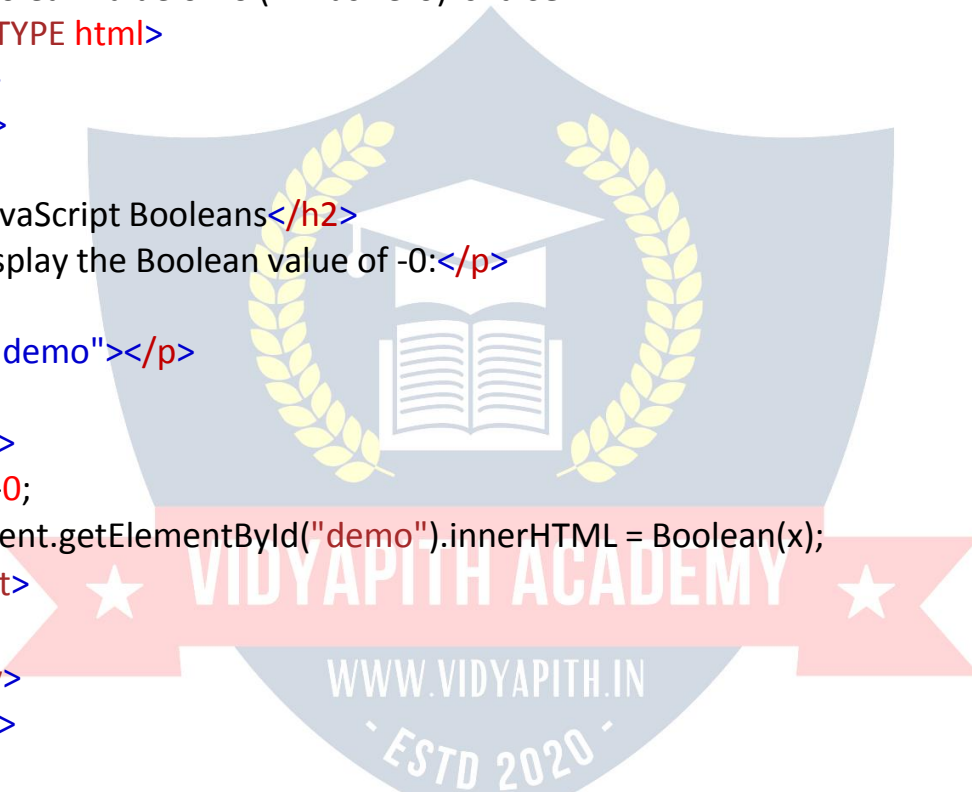 TYPE html>
>
vaScript Booleans</h2>
splay the Boolean value of -0:</p>
demo"></p>
>
-0;
ent.getElementById("demo").innerHTML = Boolean(x);
t>
VIDYAPITH ACADEMY
>
WWW.VIDYAPITH.IN
>
- ESTD 2020 -